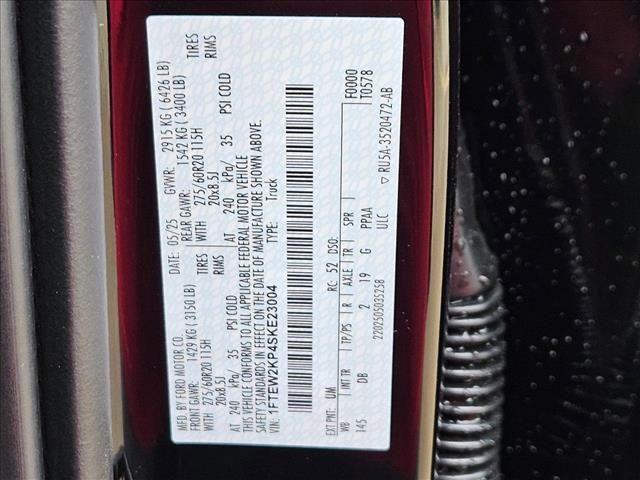 MFD. BY FORD MOTOR CO.
DATE: 05/25 GVWR: 2915 KG ( 6426 LB)
FRONT GAWR: 1429 KG ( 3150 LB) REAR GAWR: 1542 KG ( 3400 LB)
WITH 275/60R20 115H TIRES WITH 275/60R20 115H TIRES
20x8.5J RIMS 20x8.5J RIMS
AT 240 kPa/ 35 PSI COLD AT 240 kPa/ 35 PSI COLD
THIS VEHICLE CONFORMS TO ALL APPLICABLE FEDERAL MOTOR VEHICLE
SAFETY STANDARDS IN EFFECT ON THE DATE OF MANUFACTURE SHOWN ABOVE.
VIN: 1FTEW2KP4SKE23004 TYPE: Truck
F0000
T0578
EXT PNT: UM RC: 52 DSO:
WB INT TR TP/PS R AXLE TR SPR
145 DB 2 19 G PPAA
ULC
2202505035258
▽ RU5A-3520472-AB